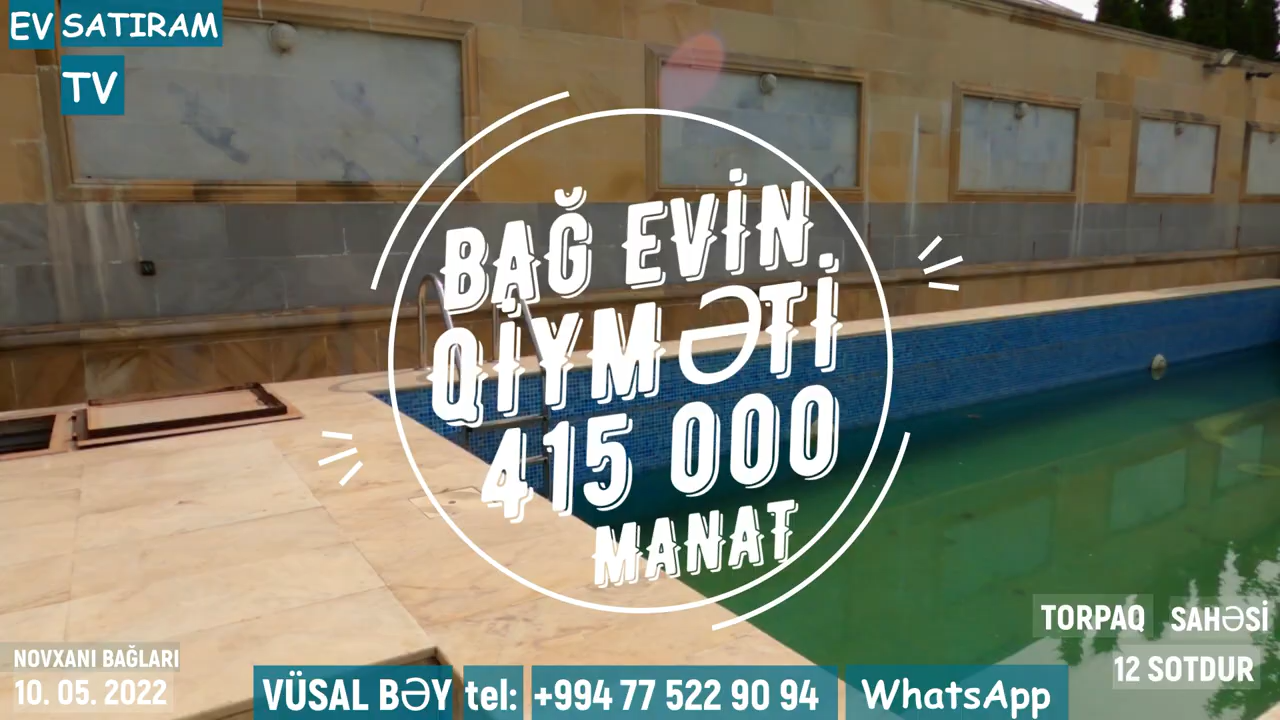 EV SATIRAM
TV
BAĞ EVİN
QİYMƏTİ
415 000
MANAT
TORPAQ SAHƏSİ
12 SOTDUR
NOVXANI BAĞLARI
10. 05. 2022
VÜSAL BƏY tel: +994 77 522 90 94 WhatsApp